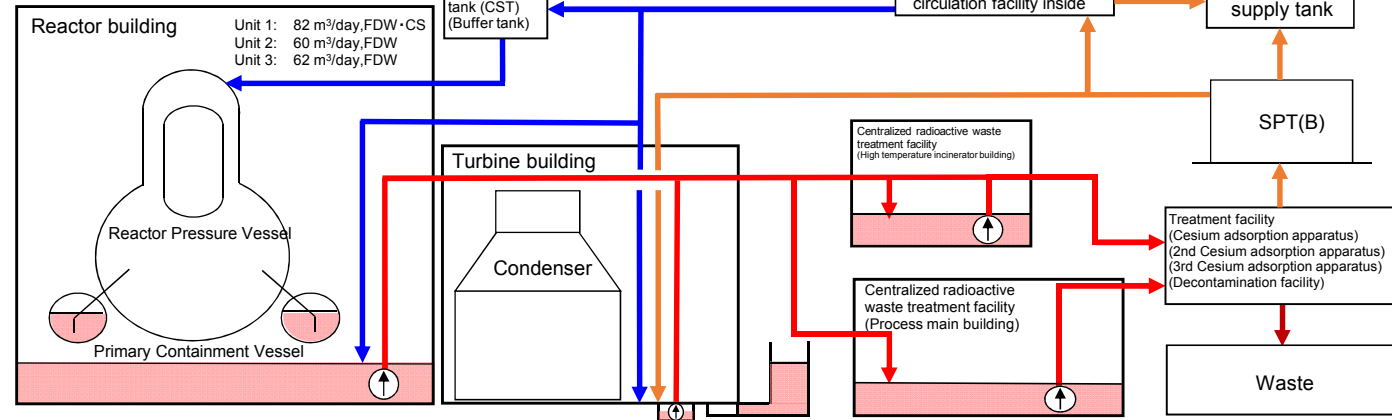 tank (CST)
(Buffer tank)
circulation facility inside
supply tank
Reactor building
Unit 1: 82 m³/day,FDW・CS
Unit 2: 60 m³/day,FDW
Unit 3: 62 m³/day,FDW
SPT(B)
Centralized radioactive waste
treatment facility
(High temperature incinerator building)
Turbine building
Reactor Pressure Vessel
Condenser
Treatment facility
(Cesium adsorption apparatus)
(2nd Cesium adsorption apparatus)
(3rd Cesium adsorption apparatus)
(Decontamination facility)
Centralized radioactive
waste treatment facility
(Process main building)
Primary Containment Vessel
Waste